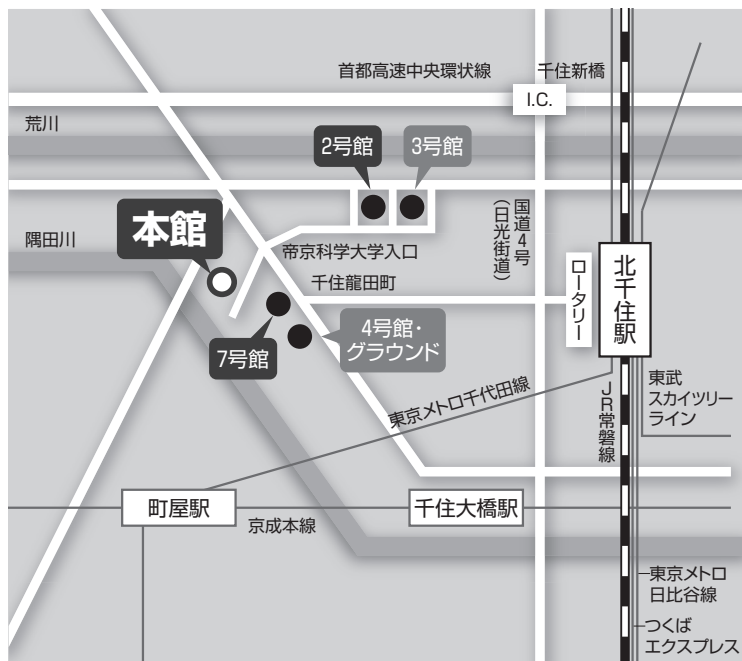 首都高速中央環状線
千住新橋
I.C.
荒川
2号館
3号館
本館
隅田川
帝京科学大学入口
国道4号
（日光街道）
千住龍田町
ロータリー
北千住駅
7号館
4号館・
グラウンド
東京メトロ千代田線
JR常磐線
東武
スカイツリー
ライン
町屋駅
京成本線
千住大橋駅
東京メトロ
日比谷線
つくば
エクスプレス